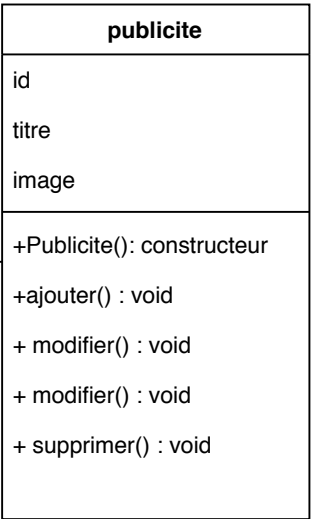 publicite
id
titre
image
+Publicite(): constructeur
+ajouter() : void
+ modifier() : void
+ modifier() : void
+ supprimer() : void